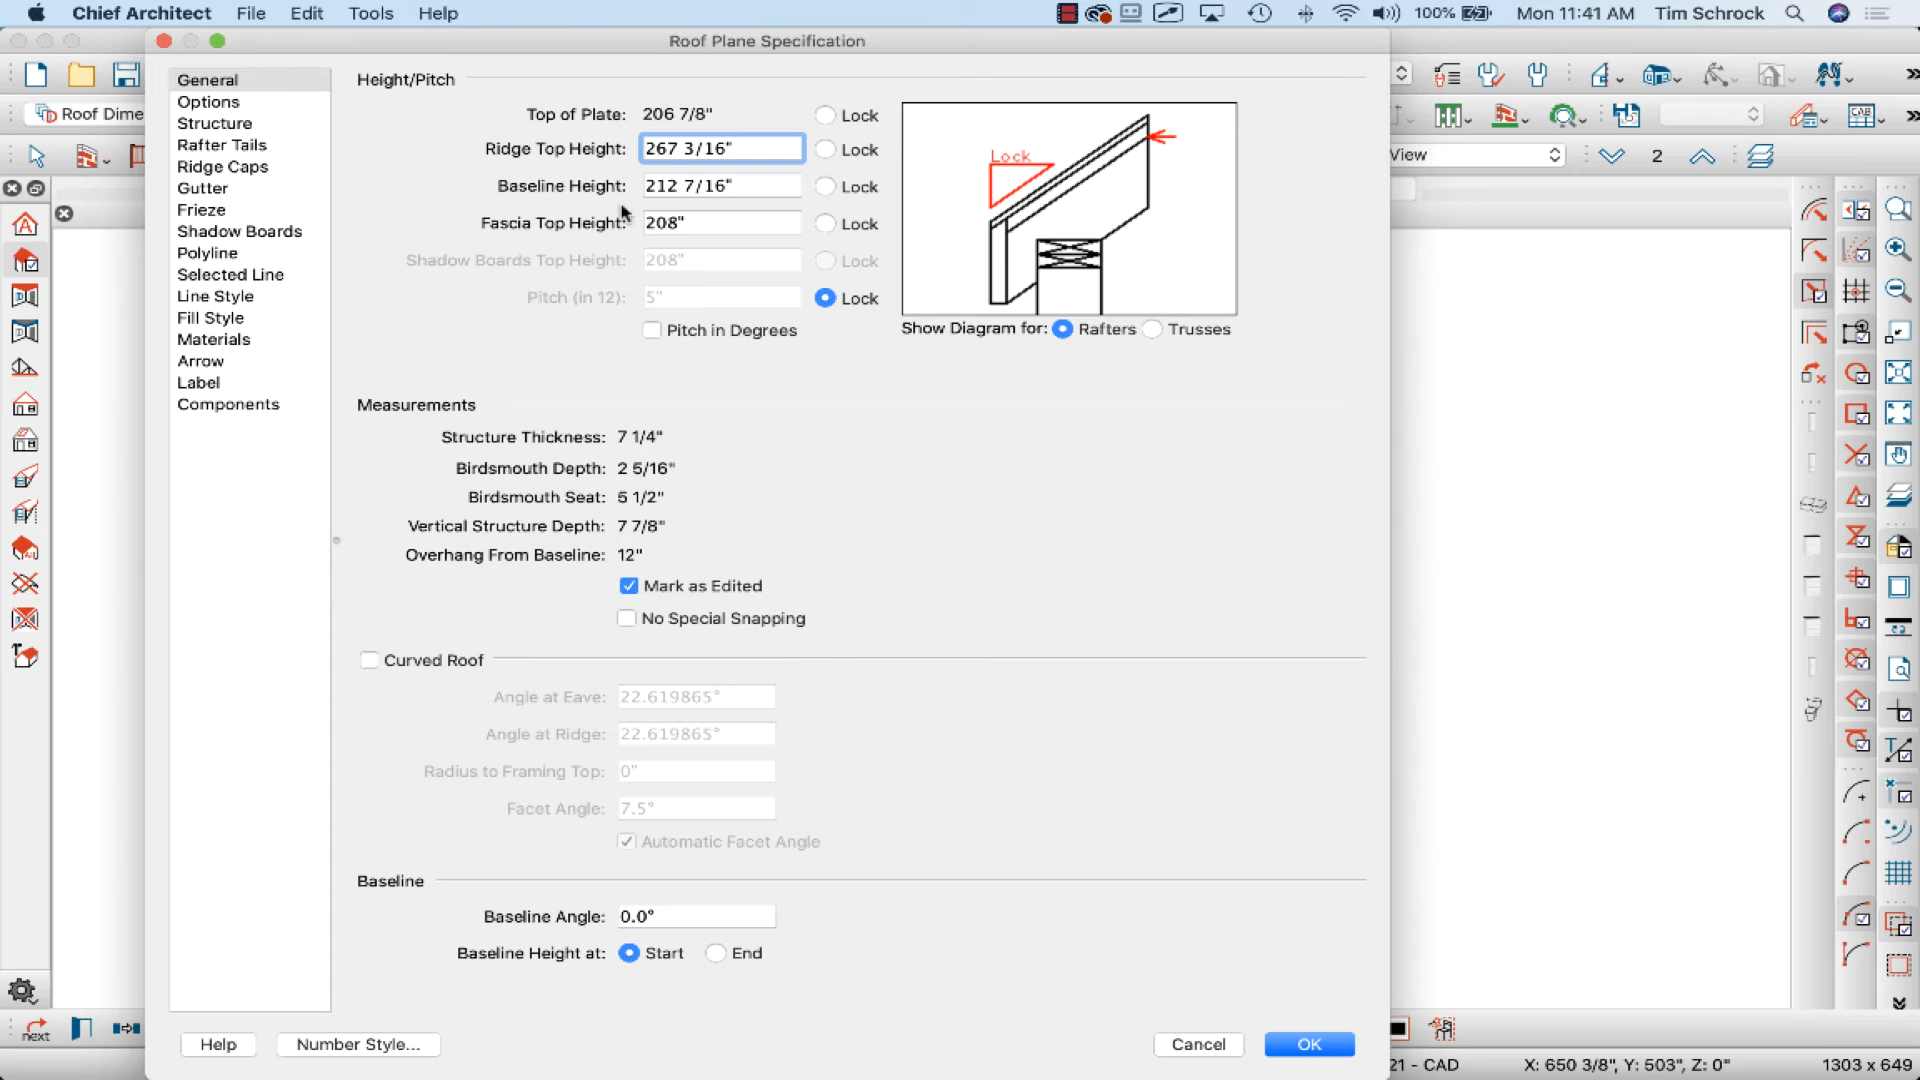 Chief Architect File Edit Tools Help 100% Mon 11:41 AM Tim Schrock
Roof Plane Specification
General
Options
Structure
Rafter Tails
Ridge Caps
Gutter
Frieze
Shadow Boards
Polyline
Selected Line
Line Style
Fill Style
Materials
Arrow
Label
Components
Roof Dime
Height/Pitch
Top of Plate: 206 7/8" Lock
Ridge Top Height: 267 3/16" Lock
Baseline Height: 212 7/16" Lock
Fascia Top Height: 208" Lock
Shadow Boards Top Height: 208" Lock
Pitch (in 12): 5" Lock
Pitch in Degrees
Lock
Show Diagram for: Rafters Trusses
Measurements
Structure Thickness: 7 1/4"
Birdsmouth Depth: 2 5/16"
Birdsmouth Seat: 5 1/2"
Vertical Structure Depth: 7 7/8"
Overhang From Baseline: 12"
Mark as Edited
No Special Snapping
Curved Roof
Angle at Eave: 22.619865°
Angle at Ridge: 22.619865°
Radius to Framing Top: 0"
Facet Angle: 7.5°
Automatic Facet Angle
Baseline
Baseline Angle: 0.0°
Baseline Height at: Start End
Help Number Style... Cancel OK
View 2
next
21 - CAD X: 650 3/8", Y: 503", Z: 0" 1303 x 649